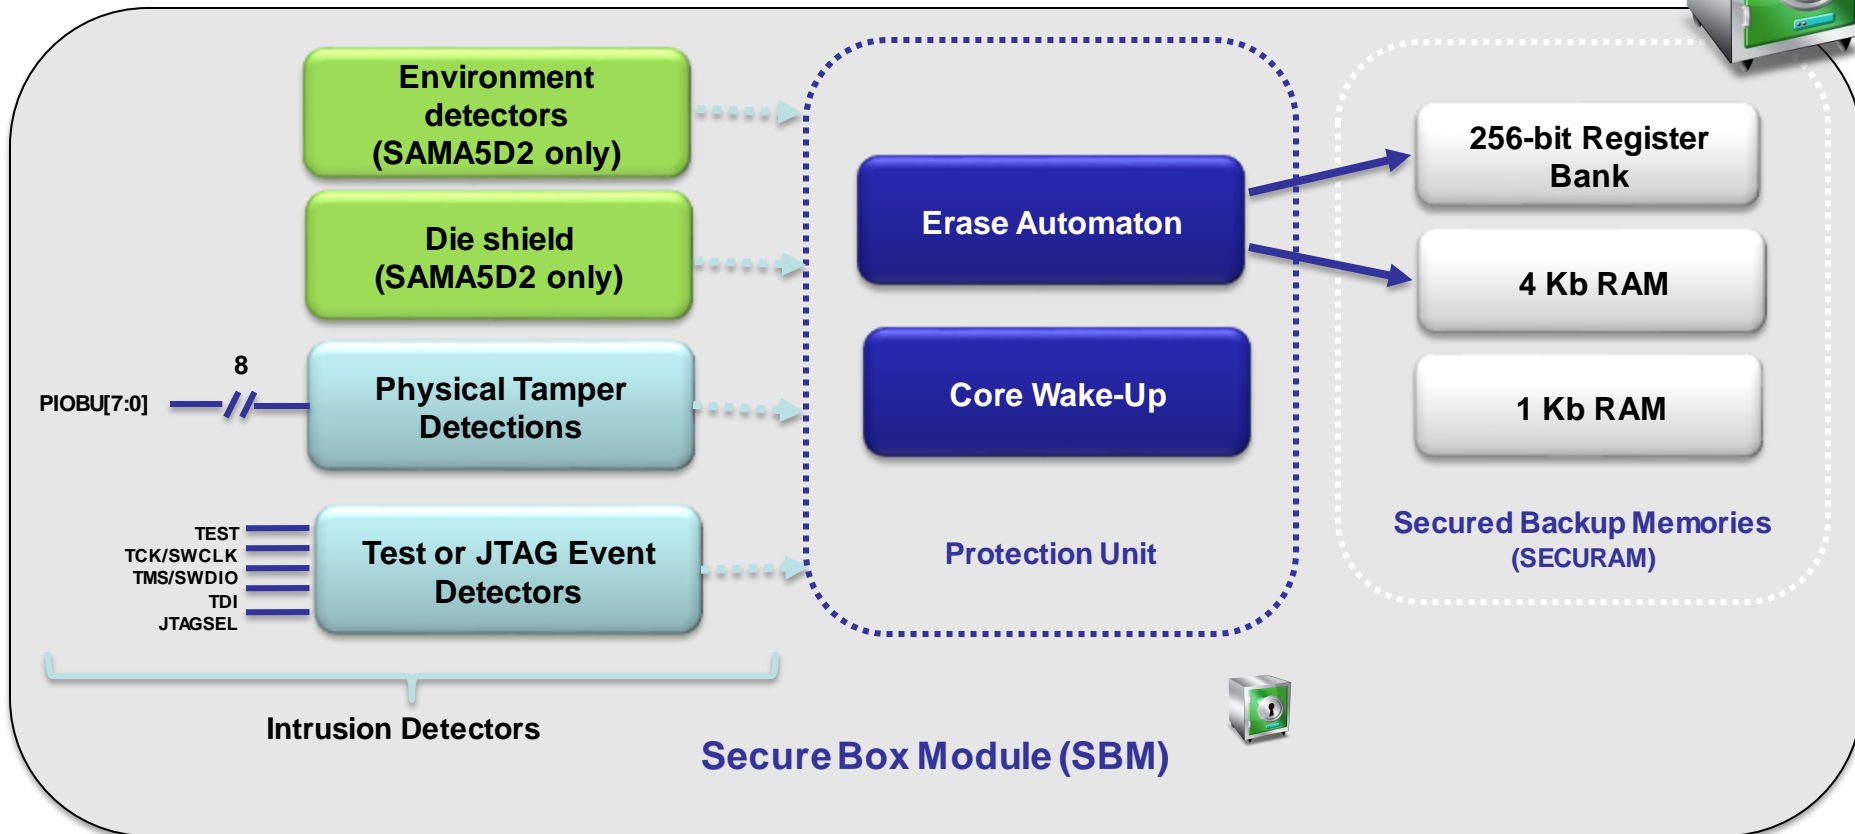 Environment
detectors
(SAMA5D2 only)
Die shield
(SAMA5D2 only)
8
PIOBU[7:0]
Physical Tamper
Detections
TEST
TCK/SWCLK
TMS/SWDIO
TDI
JTAGSEL
Test or JTAG Event
Detectors
Intrusion Detectors
Erase Automaton
Core Wake-Up
Protection Unit
256-bit Register
Bank
4 Kb RAM
1 Kb RAM
Secured Backup Memories
(SECURAM)
Secure Box Module (SBM)